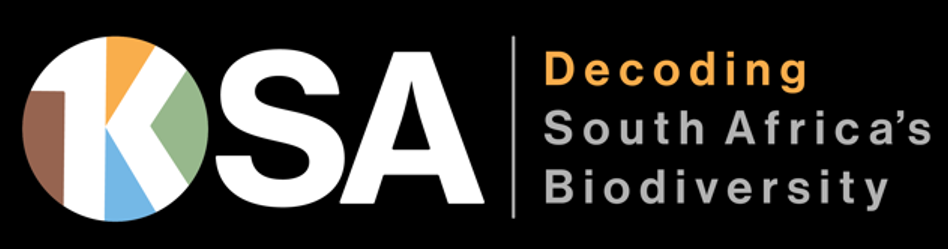 1KSA
Decoding
South Africa's
Biodiversity